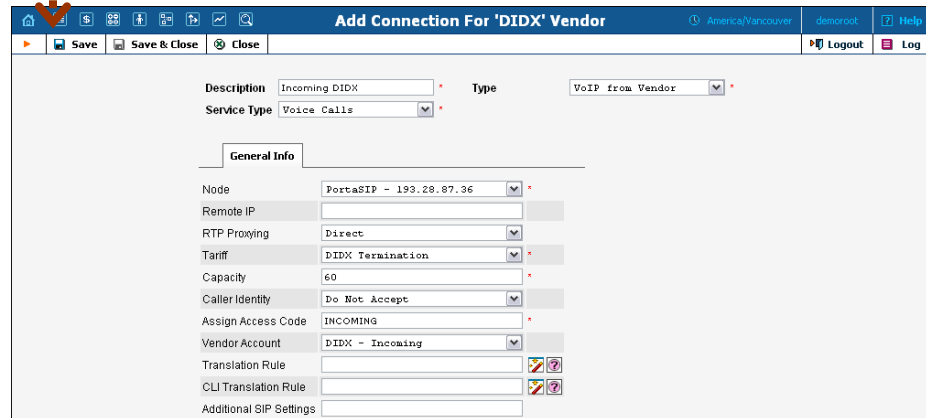 Add Connection For 'DIDX' Vendor America/Vancouver demoroot ? Help
Save Save & Close Close Logout Log
Description Incoming DIDX * Type VoIP from Vendor *
Service Type Voice Calls *
General Info
Node PortaSIP - 193.28.87.36 *
Remote IP
RTP Proxying Direct
Tariff DIDX Termination *
Capacity 60 *
Caller Identity Do Not Accept
Assign Access Code INCOMING *
Vendor Account DIDX - Incoming
Translation Rule ?
CLI Translation Rule ?
Additional SIP Settings